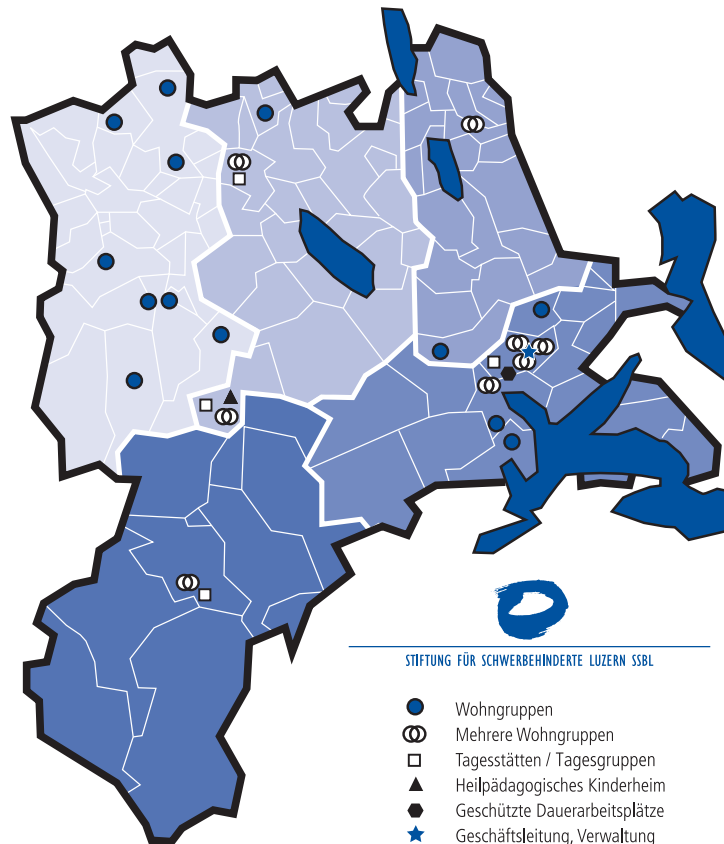 STIFTUNG FÜR SCHWERBEHINDERTE LUZERN SSBL
Wohngruppen
Mehrere Wohngruppen
Tagesstätten / Tagesgruppen
Heilpädagogisches Kinderheim
Geschützte Dauerarbeitsplätze
Geschäftsleitung, Verwaltung